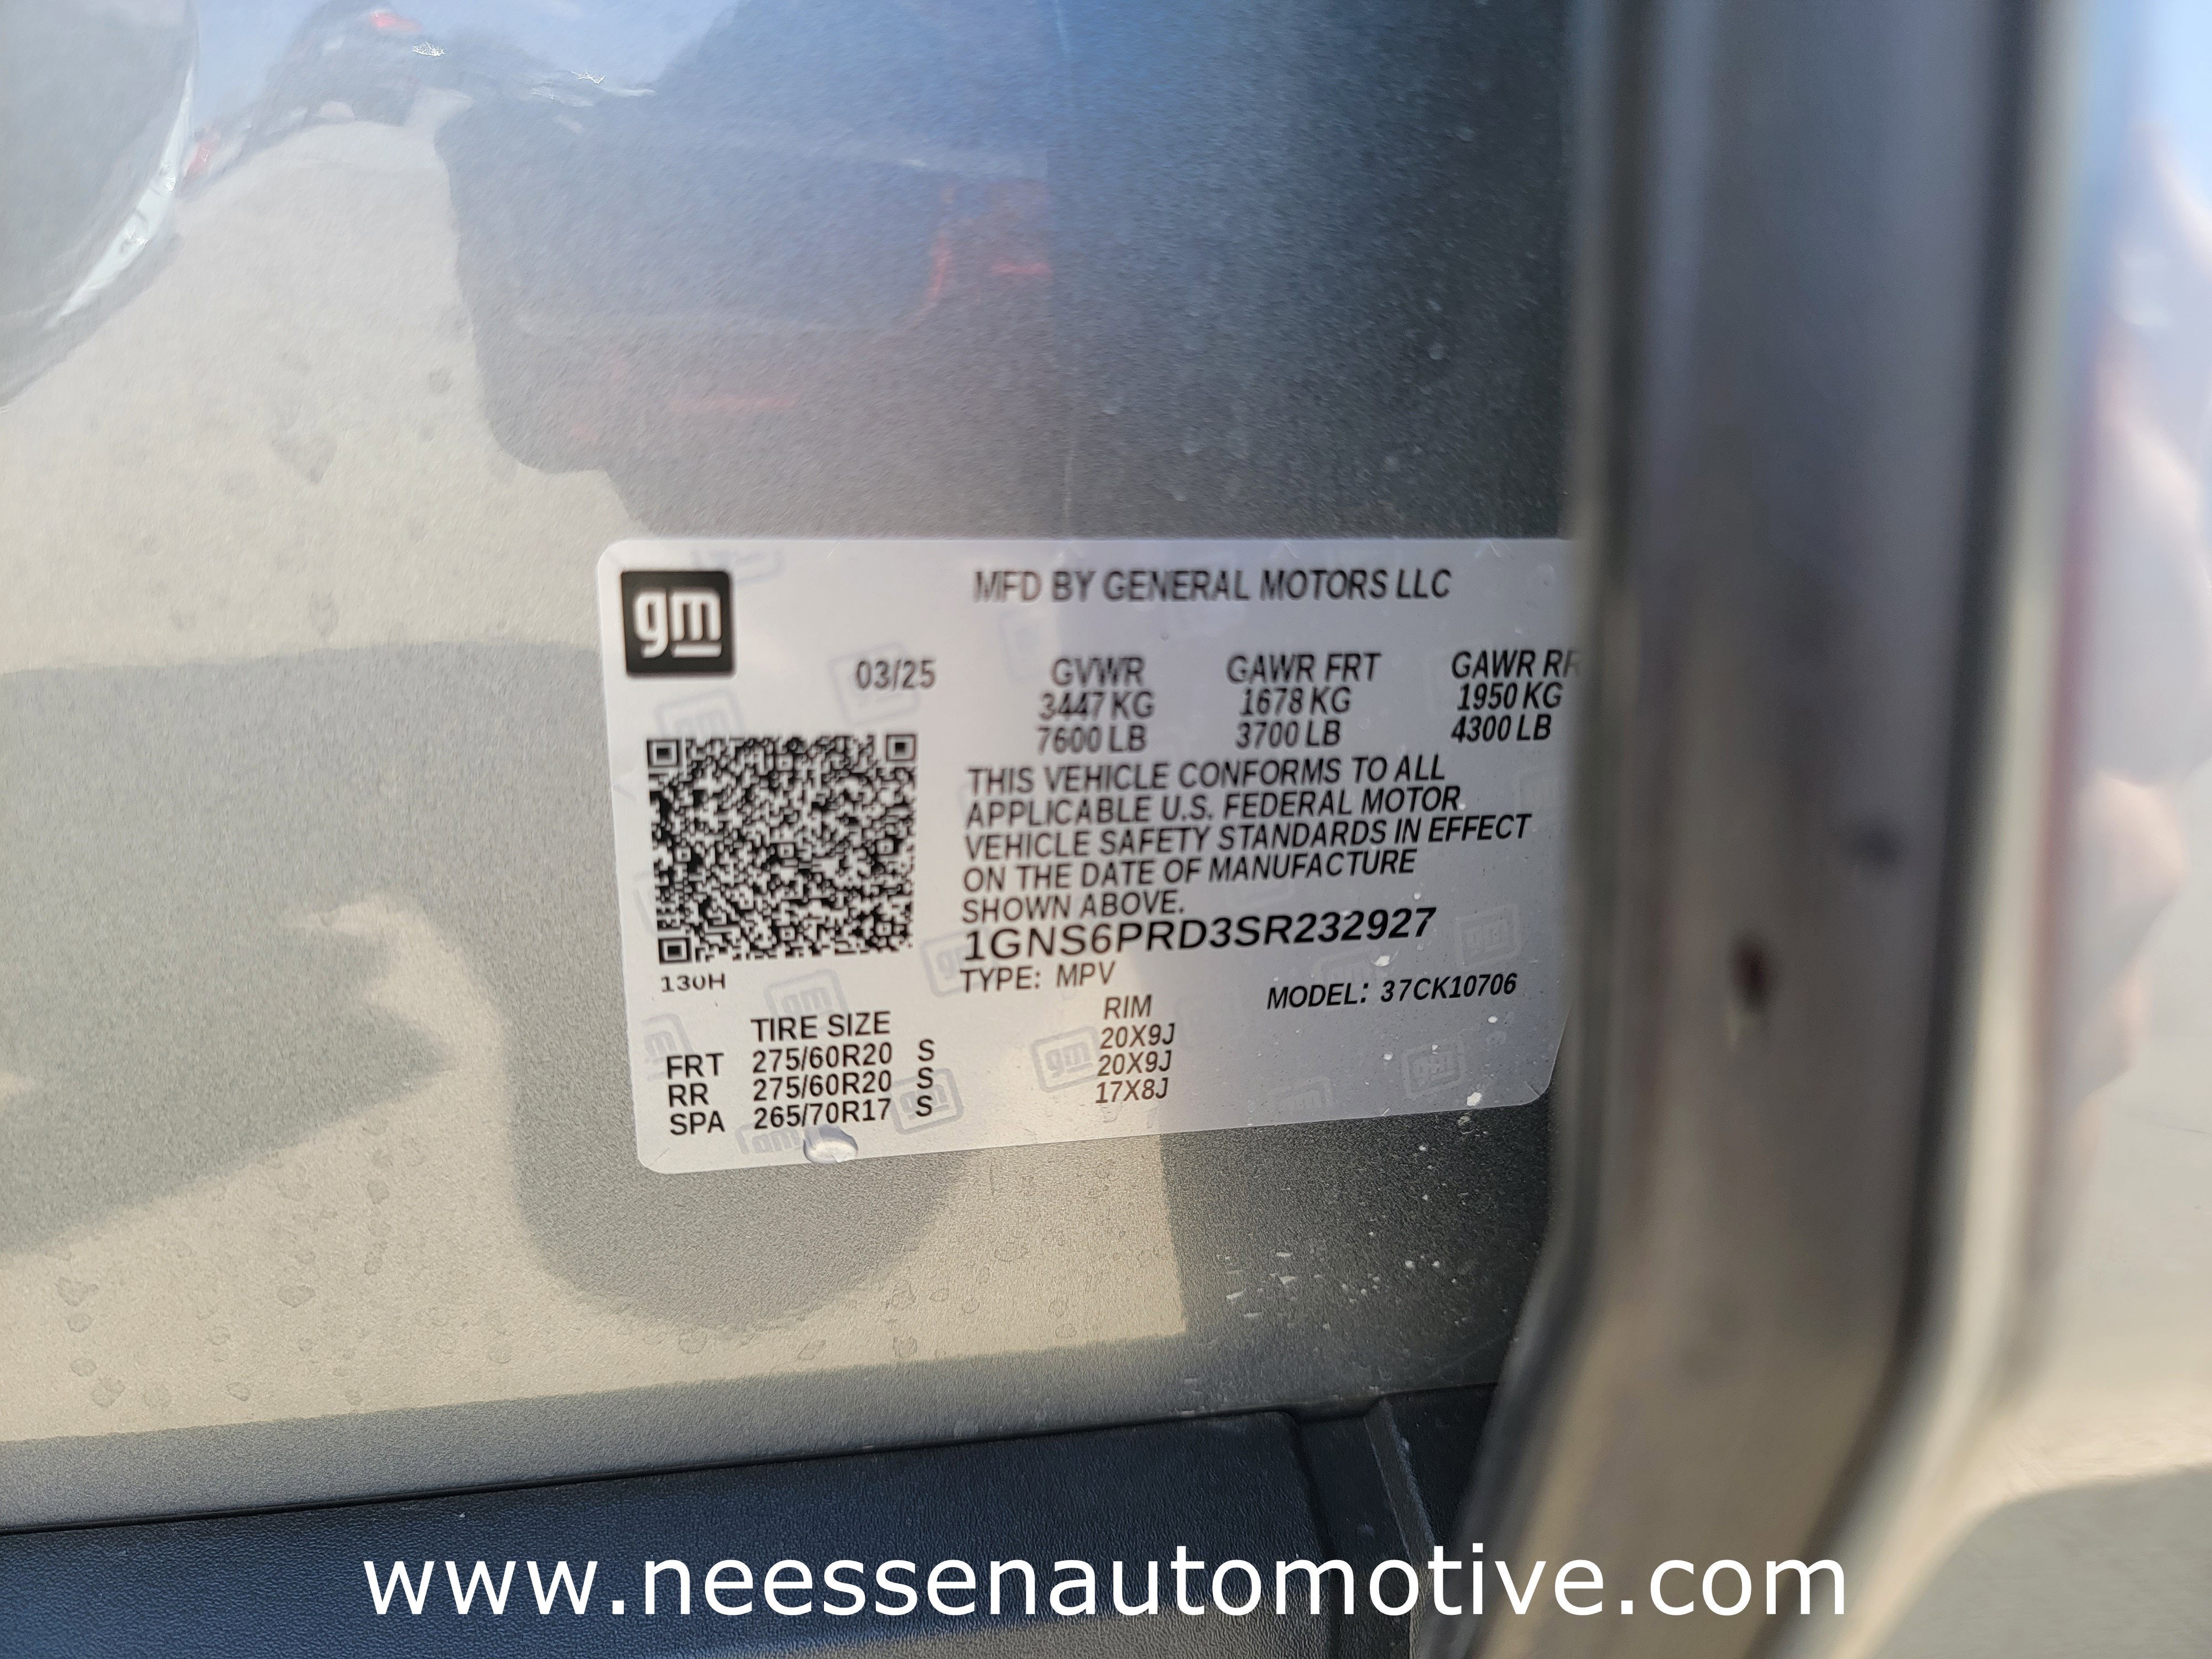 gm
MFD BY GENERAL MOTORS LLC
03/25 GVWR GAWR FRT GAWR RR
3447 KG 1678 KG 1950 KG
7600 LB 3700 LB 4300 LB
THIS VEHICLE CONFORMS TO ALL
APPLICABLE U.S. FEDERAL MOTOR
VEHICLE SAFETY STANDARDS IN EFFECT
ON THE DATE OF MANUFACTURE
SHOWN ABOVE.
1GNS6PRD3SR232927
TYPE: MPV MODEL: 37CK10706
130H
TIRE SIZE RIM
FRT 275/60R20 S 20X9J
RR 275/60R20 S 20X9J
SPA 265/70R17 S 17X8J
www.neessenautomotive.com